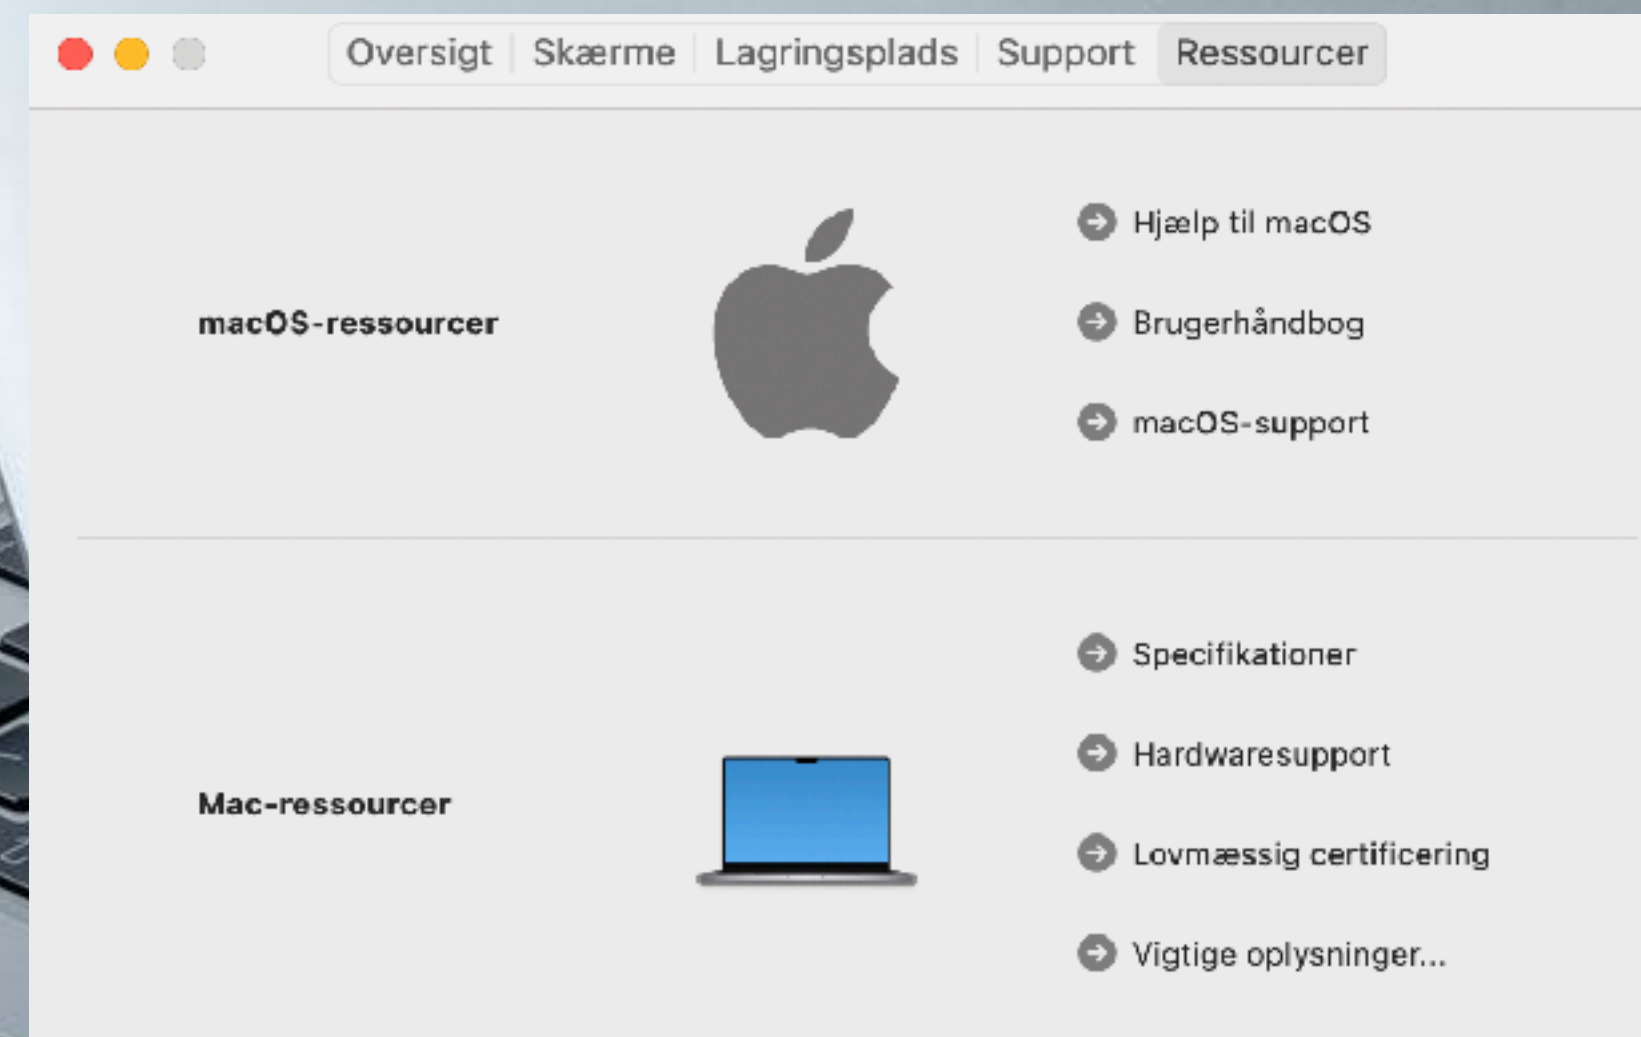 Oversigt Skærme Lagringsplads Support Ressourcer
macOS-ressourcer
Hjælp til macOS
Brugerhåndbog
macOS-support
Mac-ressourcer
Specifikationer
Hardwaresupport
Lovmæssig certificering
Vigtige oplysninger...